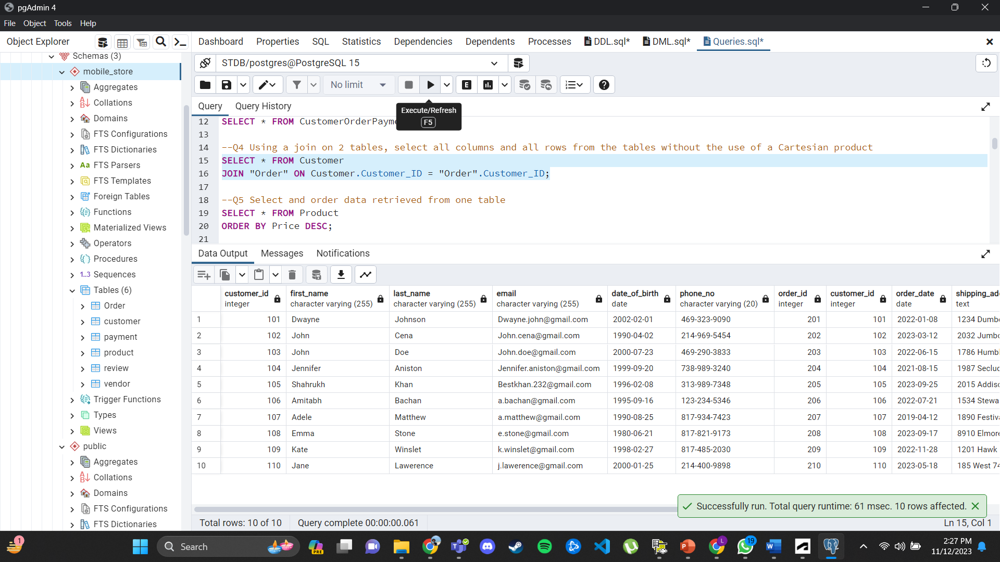 pgAdmin 4
File Object Tools Help
Object Explorer
Dashboard Properties SQL Statistics Dependencies Dependents Processes DDL.sql* DML.sql* Queries.sql*
Schemas (3)
mobile_store
Aggregates
Collations
Domains
FTS Configurations
FTS Dictionaries
Aa FTS Parsers
FTS Templates
Foreign Tables
Functions
Materialized Views
Operators
Procedures
1..3 Sequences
Tables (6)
Order
customer
payment
product
review
vendor
Trigger Functions
Types
Views
public
Aggregates
Collations
Domains
FTS Configurations
FTS Dictionaries
STDB/postgres@PostgreSQL 15
No limit
E
Query Query History
Execute/Refresh
F5
12 SELECT * FROM CustomerOrderPayme
13
14 --Q4 Using a join on 2 tables, select all columns and all rows from the tables without the use of a Cartesian product
15 SELECT * FROM Customer
16 JOIN "Order" ON Customer.Customer_ID = "Order".Customer_ID;
17
18 --Q5 Select and order data retrieved from one table
19 SELECT * FROM Product
20 ORDER BY Price DESC;
21
Data Output Messages Notifications
customer_id first_name last_name email date_of_birth phone_no order_id customer_id order_date shipping_ad
integer character varying (255) character varying (255) character varying (255) date character varying (20) integer integer date text
1 101 Dwayne Johnson Dwayne.john@gmail.com 2002-02-01 469-323-9090 201 101 2022-01-08 1234 Dumb
2 102 John Cena John.cena@gmail.com 1990-04-02 214-969-5454 202 102 2023-03-12 2032 Jumb
3 103 John Doe John.doe@gmail.com 2000-07-23 469-290-3833 203 103 2022-06-15 1786 Humb
4 104 Jennifer Aniston Jennifer.aniston@gmail.com 1999-09-20 738-989-3240 204 104 2021-08-15 1987 Seclu
5 105 Shahrukh Khan Bestkhan.232@gmail.com 1996-02-08 313-989-7348 205 105 2023-09-25 2015 Addis
6 106 Amitabh Bachan a.bachan@gmail.com 1995-09-16 123-234-5346 206 106 2022-07-21 1534 Stewa
7 107 Adele Matthew a.matthew@gmail.com 1990-08-25 817-934-7423 207 107 2019-04-12 1890 Festiv
8 108 Emma Stone e.stone@gmail.com 1980-06-21 817-821-9173 208 108 2023-09-17 8910 Elmor
9 109 Kate Winslet k.winslet@gmail.com 1998-02-27 817-485-2030 209 109 2022-11-28 1201 Hawk
10 110 Jane Lawerence j.lawerence@gmail.com 2000-01-25 214-400-9898 210 110 2023-05-18 185 West 74
Successfully run. Total query runtime: 61 msec. 10 rows affected.
Total rows: 10 of 10 Query complete 00:00:00.061 Ln 15, Col 1
1 Search PRE 19 2:27 PM
11/12/2023